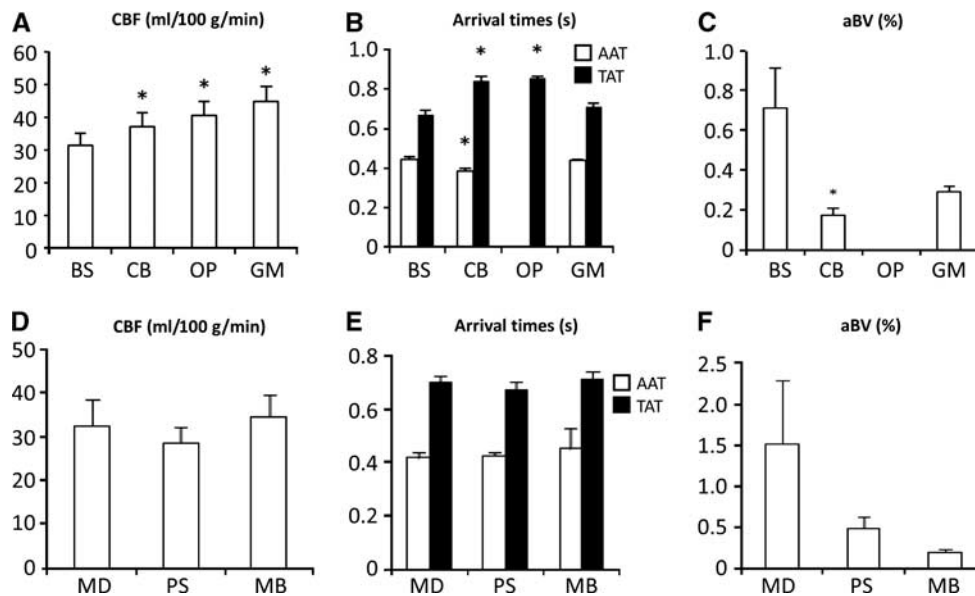 A
CBF (ml/100 g/min)
60
50
40
30
20
10
0
* * *
BS CB OP GM
B
Arrival times (s)
1.0
0.8
0.6
0.4
0.2
0
* * *
AAT
TAT
BS CB OP GM
C
aBV (%)
1.0
0.8
0.6
0.4
0.2
0
*
BS CB OP GM
D
CBF (ml/100 g/min)
50
40
30
20
10
0
MD PS MB
E
Arrival times (s)
0.8
0.6
0.4
0.2
0
AAT
TAT
MD PS MB
F
aBV (%)
2.5
2.0
1.5
1.0
0.5
0
MD PS MB